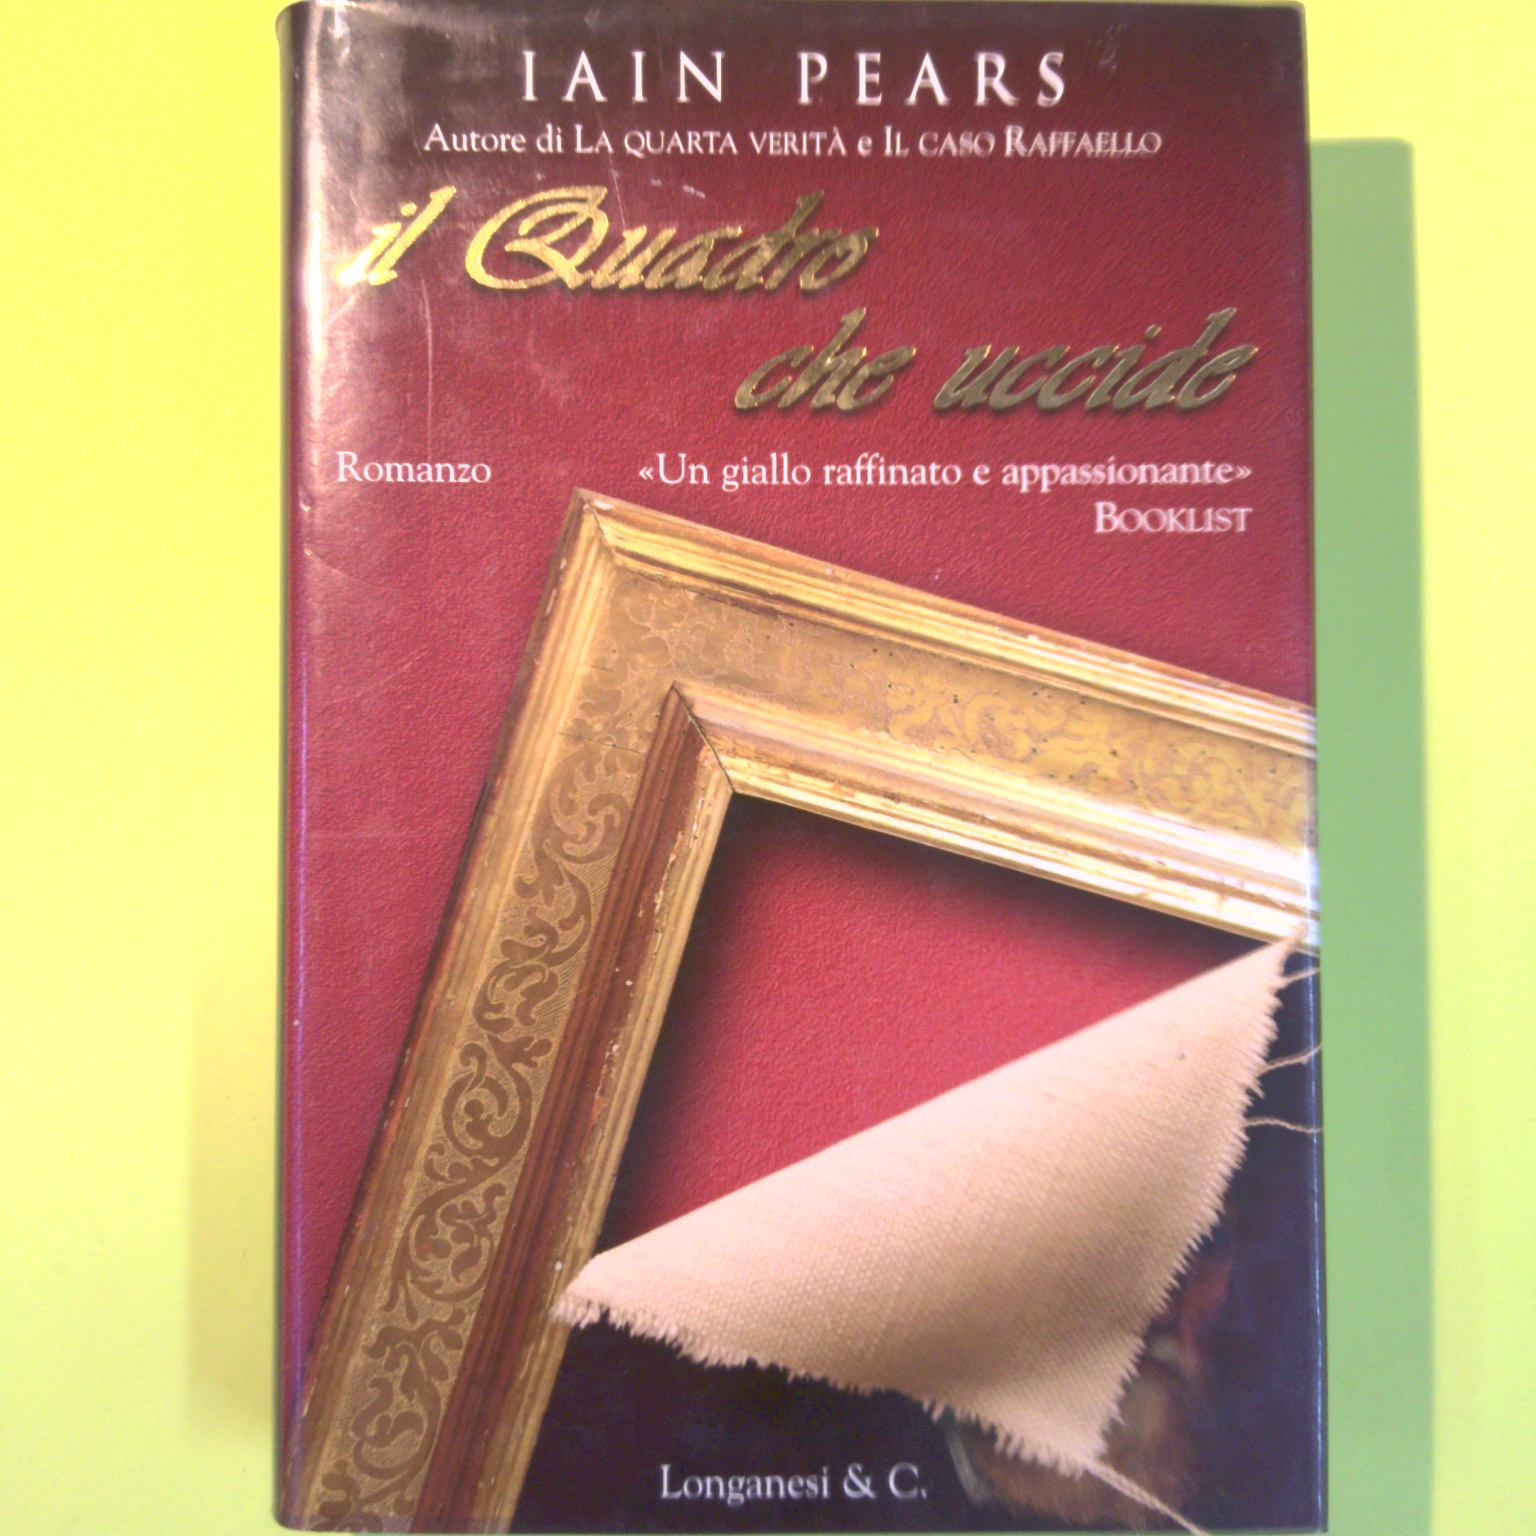 IAIN PEARS
Autore di LA QUARTA VERITÀ e IL CASO RAFFAELLO
il Quadro
che uccide
Romanzo
«Un giallo raffinato e appassionante»
BOOKLIST
LONGANESI & C.